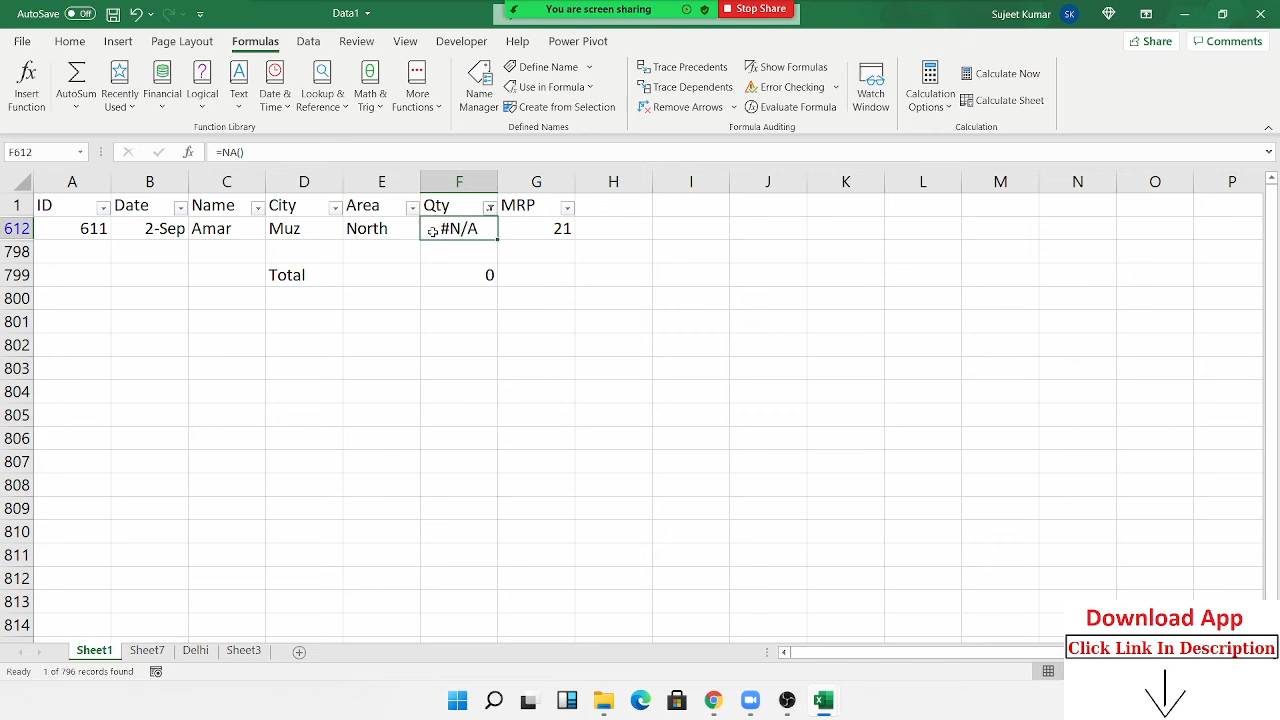 AutoSave Off Data1 You are screen sharing Stop Share Sujeet Kumar SK
File Home Insert Page Layout Formulas Data Review View Developer Help Power Pivot Share Comments
Insert Function AutoSum Recently Used Financial Logical Text Date & Time Lookup & Reference Math & Trig More Functions Name Manager Define Name Use in Formula Create from Selection Trace Precedents Trace Dependents Remove Arrows Show Formulas Error Checking Evaluate Formula Watch Window Calculation Options Calculate Now Calculate Sheet
Function Library Defined Names Formula Auditing Calculation
F612 fx =NA()
A B C D E F G H I J K L M N O P
1 ID Date Name City Area Qty MRP
612 611 2-Sep Amar Muz North #N/A 21
798
799 Total 0
800
801
802
803
804
805
806
807
808
809
810
811
812
813
814
Sheet1 Sheet7 Delhi Sheet3
Ready 1 of 796 records found
Download App
Click Link In Description